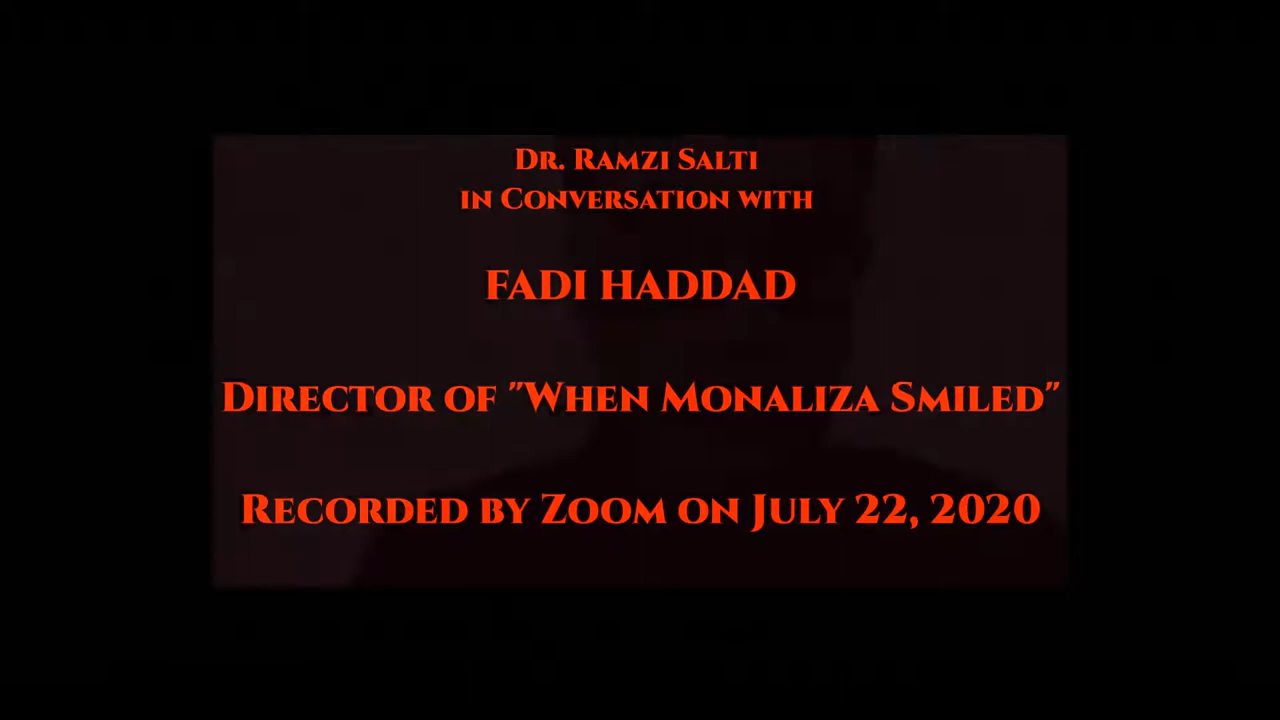 Dr. Ramzi Salti
in Conversation with
FADI HADDAD
Director of "When Monaliza Smiled"
Recorded by Zoom on July 22, 2020